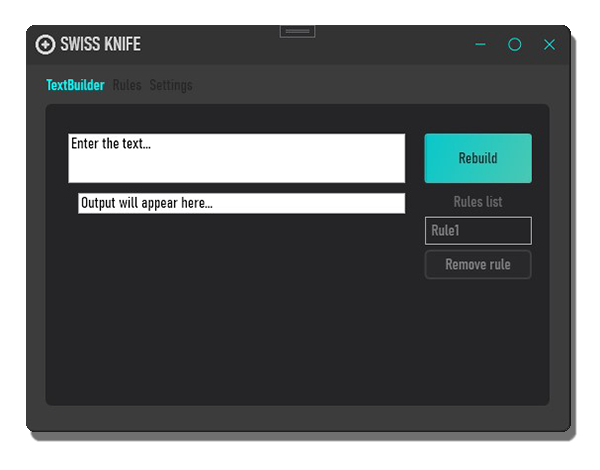 SWISS KNIFE
TextBuilder Rules Settings
Enter the text...
Rebuild
Output will appear here...
Rules list
Rule1
Remove rule